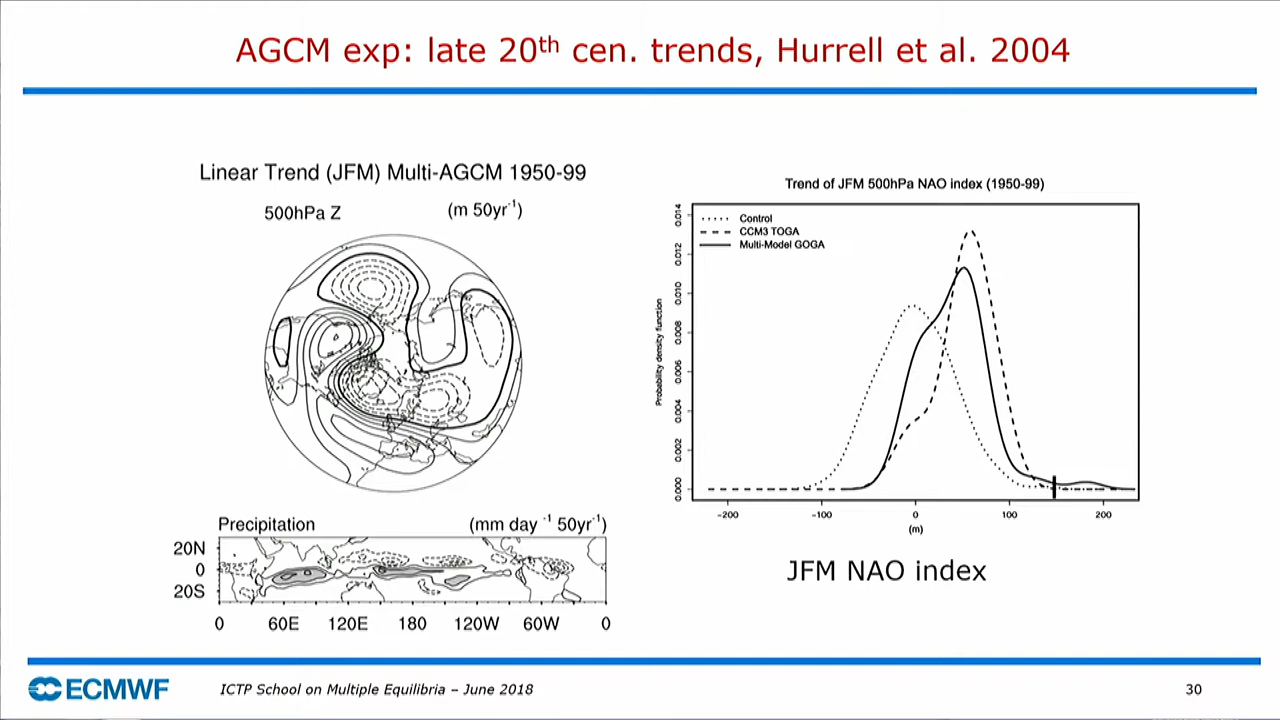 AGCM exp: late 20th cen. trends, Hurrell et al. 2004
Linear Trend (JFM) Multi-AGCM 1950-99
500hPa Z (m 50yr-1)
Precipitation (mm day -1 50yr-1)
20N
0
20S
0 60E 120E 180 120W 60W 0
Trend of JFM 500hPa NAO index (1950-99)
Control
CCM3 TOGA
Multi-Model GOGA
Probability density function
0.014
0.012
0.010
0.008
0.006
0.004
0.002
0.000
-200 -100 0 100 200
(m)
JFM NAO index
ECMWF
ICTP School on Multiple Equilibria – June 2018
30